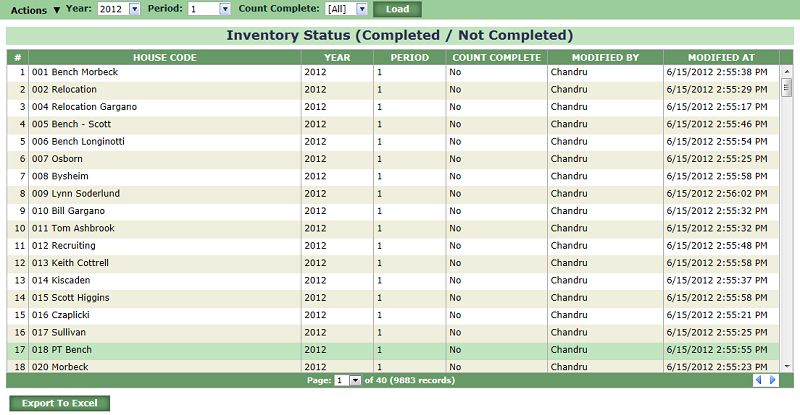 Actions ▼ Year: 2012 Period: 1 Count Complete: [All] Load
Inventory Status (Completed / Not Completed)
# HOUSE CODE YEAR PERIOD COUNT COMPLETE MODIFIED BY MODIFIED AT
1 001 Bench Morbeck 2012 1 No Chandru 6/15/2012 2:55:38 PM
2 002 Relocation 2012 1 No Chandru 6/15/2012 2:55:29 PM
3 004 Relocation Gargano 2012 1 No Chandru 6/15/2012 2:55:17 PM
4 005 Bench - Scott 2012 1 No Chandru 6/15/2012 2:55:46 PM
5 006 Bench Longinotti 2012 1 No Chandru 6/15/2012 2:55:54 PM
6 007 Osborn 2012 1 No Chandru 6/15/2012 2:55:25 PM
7 008 Bysheim 2012 1 No Chandru 6/15/2012 2:55:58 PM
8 009 Lynn Soderlund 2012 1 No Chandru 6/15/2012 2:56:02 PM
9 010 Bill Gargano 2012 1 No Chandru 6/15/2012 2:55:32 PM
10 011 Tom Ashbrook 2012 1 No Chandru 6/15/2012 2:55:32 PM
11 012 Recruiting 2012 1 No Chandru 6/15/2012 2:55:48 PM
12 013 Keith Cottrell 2012 1 No Chandru 6/15/2012 2:55:58 PM
13 014 Kiscaden 2012 1 No Chandru 6/15/2012 2:55:37 PM
14 015 Scott Higgins 2012 1 No Chandru 6/15/2012 2:55:58 PM
15 016 Czaplicki 2012 1 No Chandru 6/15/2012 2:55:21 PM
16 017 Sullivan 2012 1 No Chandru 6/15/2012 2:55:25 PM
17 018 PT Bench 2012 1 No Chandru 6/15/2012 2:55:55 PM
18 020 Morbeck 2012 1 No Chandru 6/15/2012 2:55:23 PM
Page: 1 of 40 (9883 records)
Export To Excel